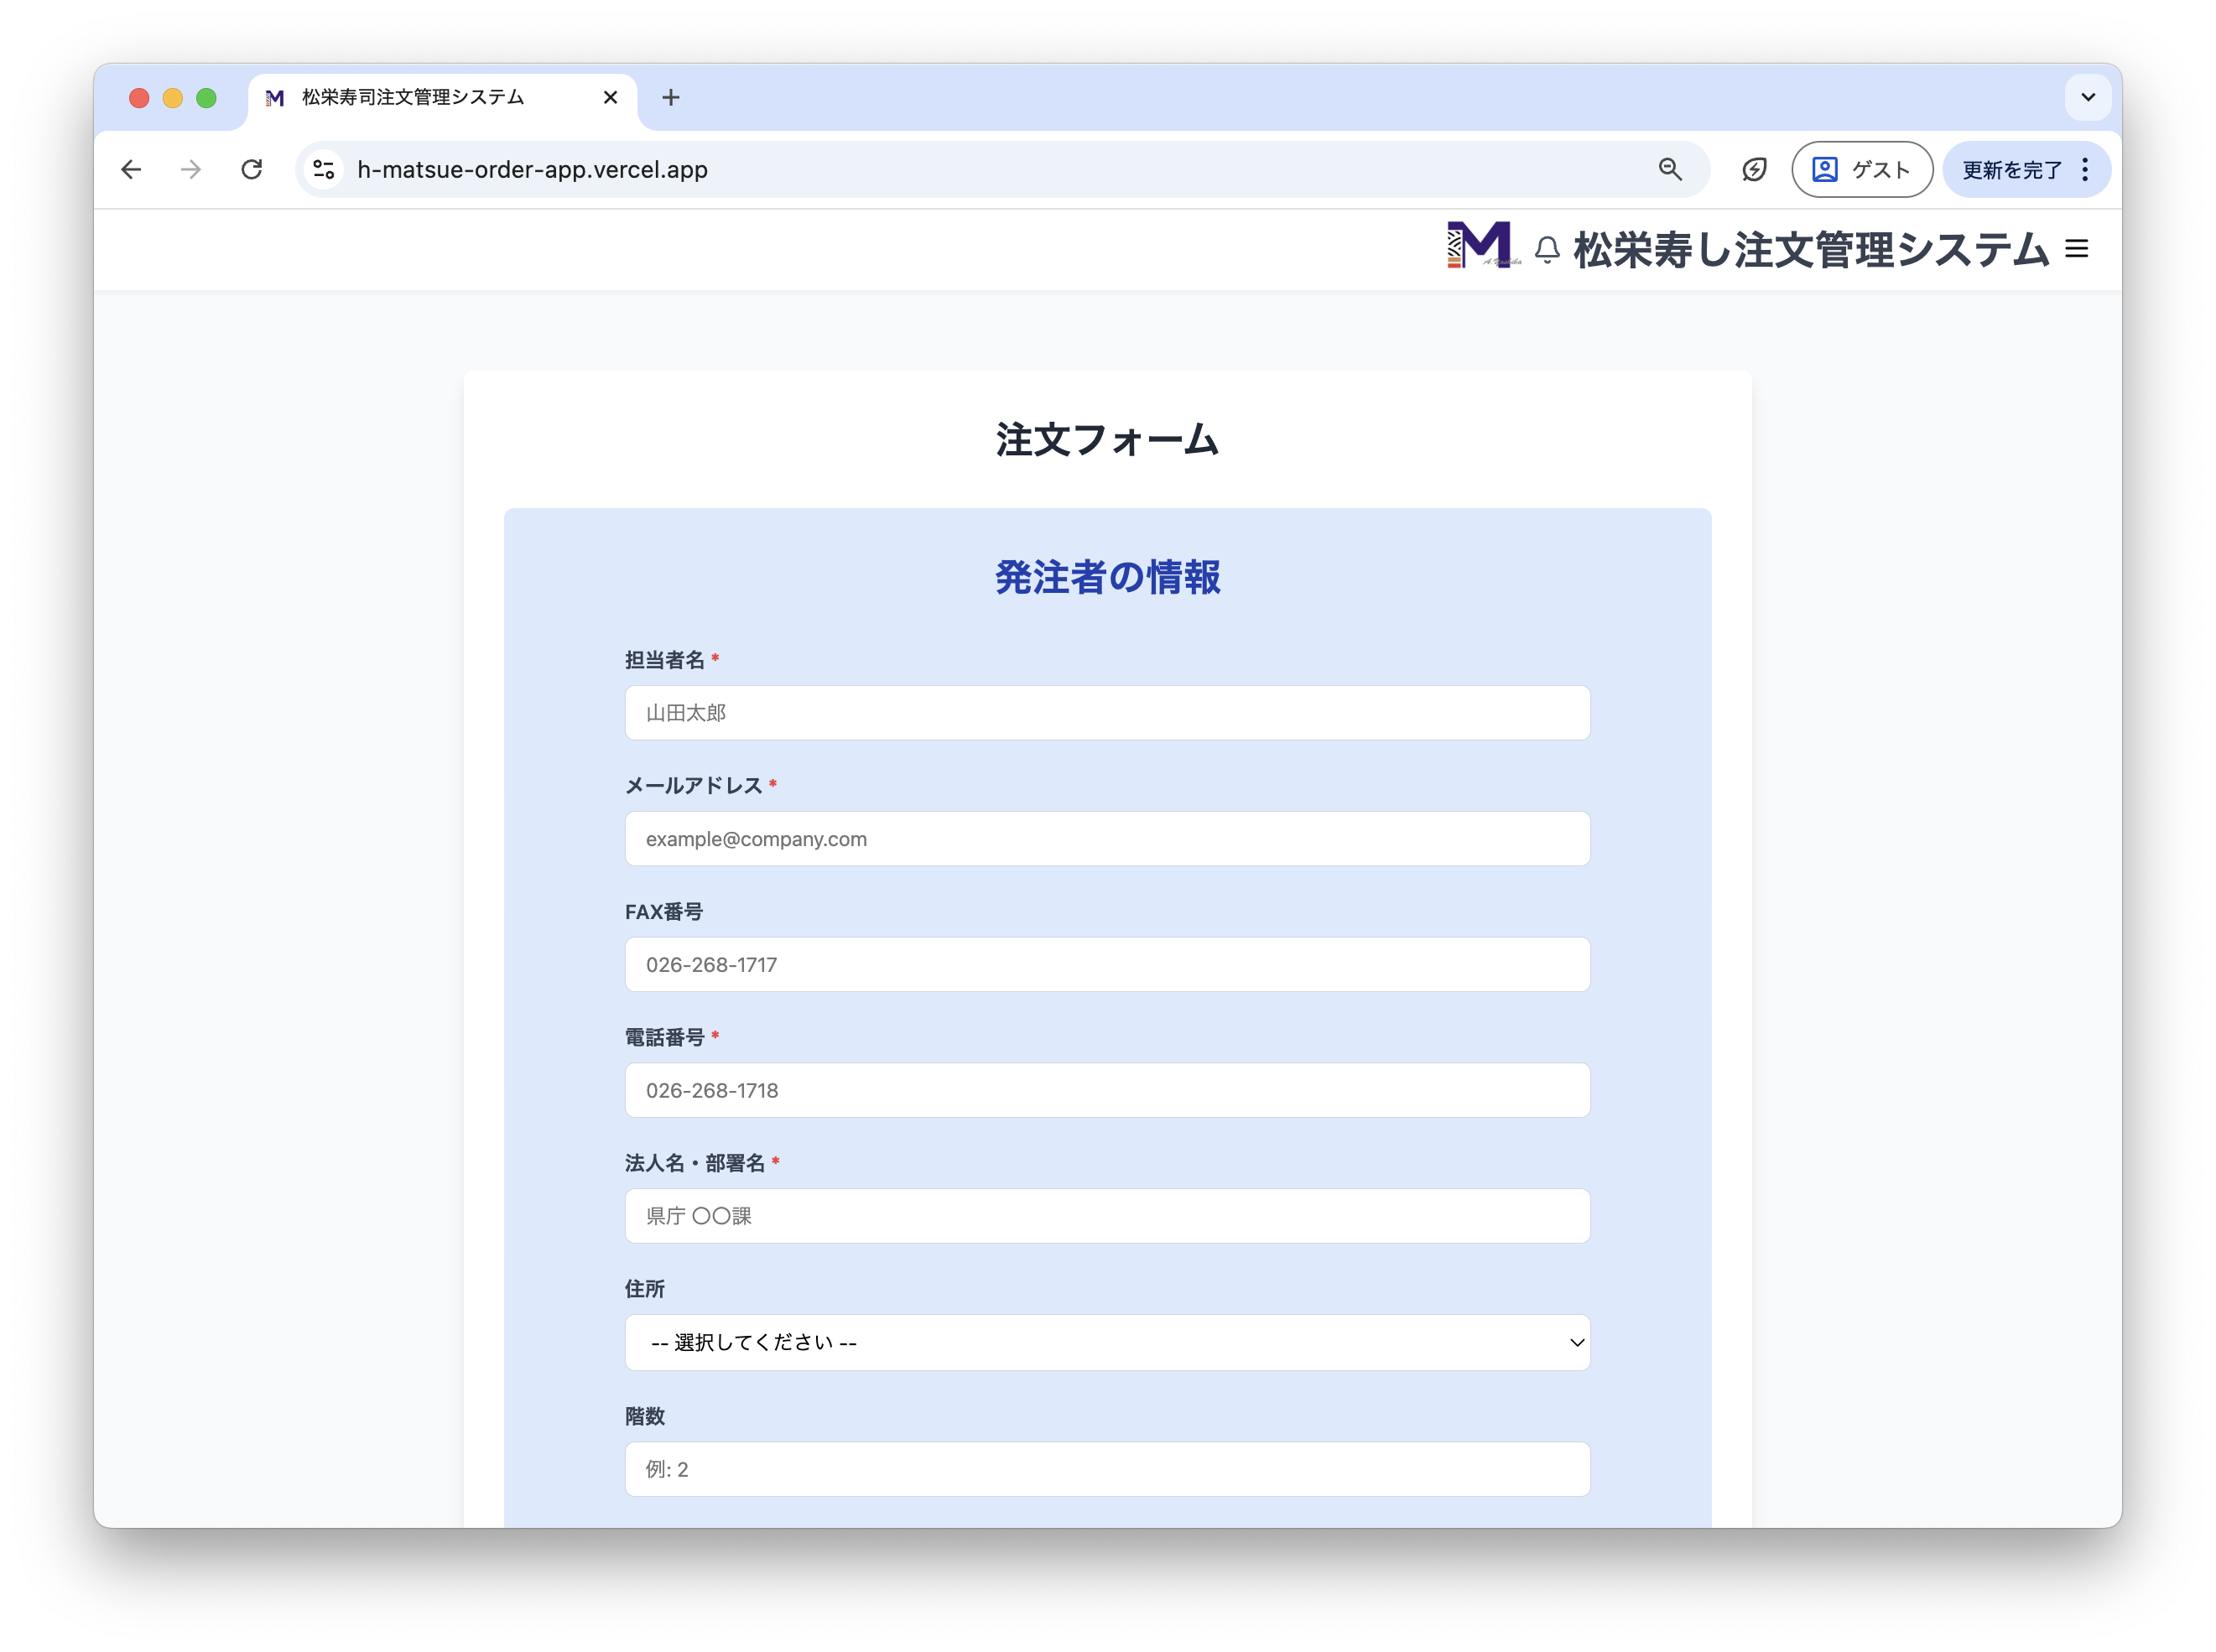 松栄寿司注文管理システム
h-matsue-order-app.vercel.app
ゲスト
更新を完了
松栄寿し注文管理システム
注文フォーム
発注者の情報
担当者名 *
山田太郎
メールアドレス *
example@company.com
FAX番号
026-268-1717
電話番号 *
026-268-1718
法人名・部署名 *
県庁 〇〇課
住所
-- 選択してください --
階数
例: 2